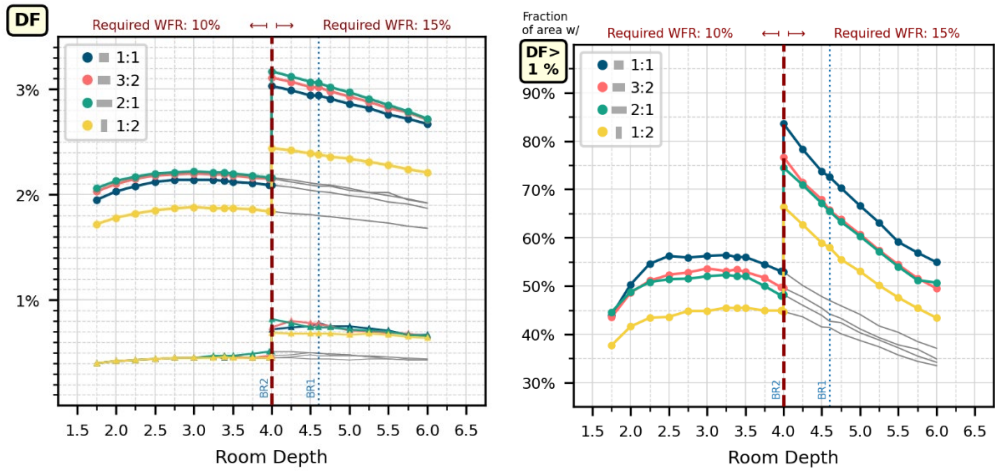 DF
Required WFR: 10%
Required WFR: 15%
1:1
3:2
2:1
1:2
3%
2%
1%
BR2
BR1
1.5 2.0 2.5 3.0 3.5 4.0 4.5 5.0 5.5 6.0 6.5
Room Depth
Fraction
of area w/
DF>
1 %
Required WFR: 10%
Required WFR: 15%
1:1
3:2
2:1
1:2
90%
80%
70%
60%
50%
40%
30%
BR2
BR1
1.5 2.0 2.5 3.0 3.5 4.0 4.5 5.0 5.5 6.0 6.5
Room Depth